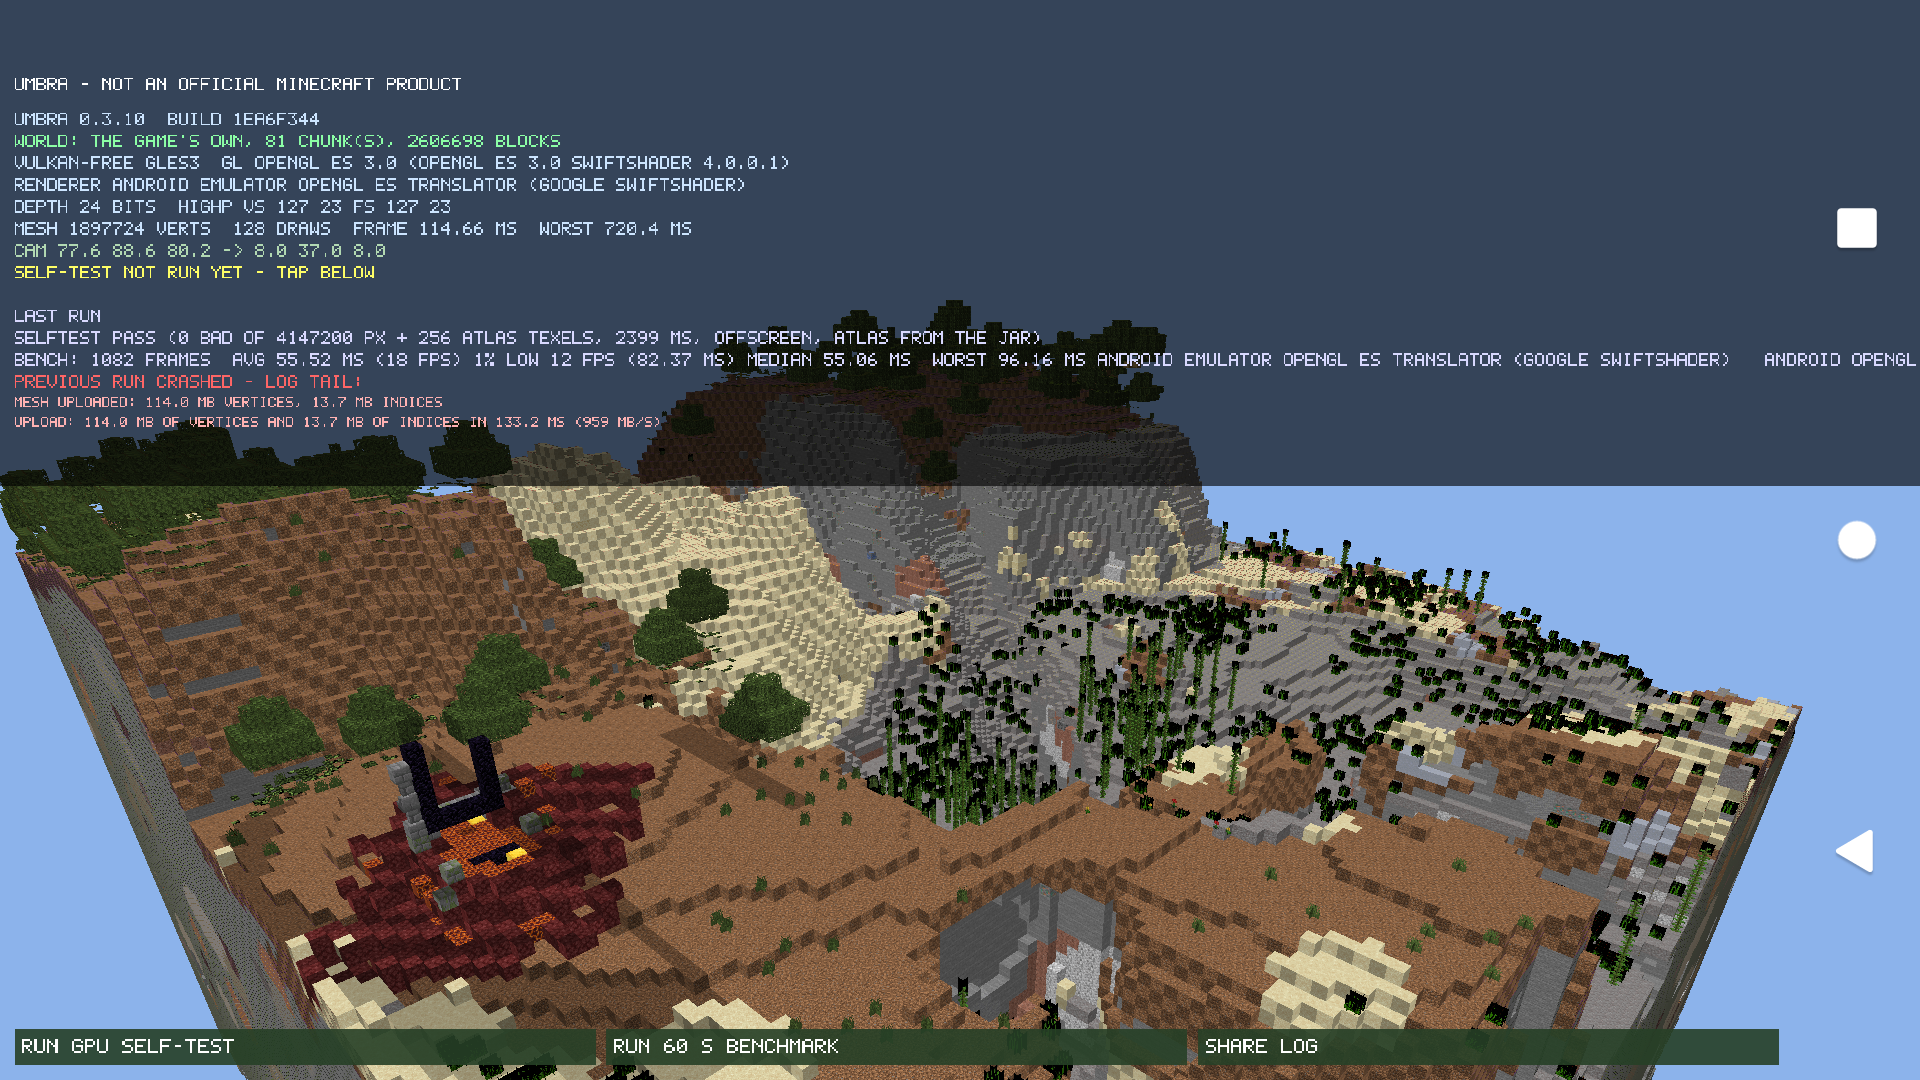 UMBRA - NOT AN OFFICIAL MINECRAFT PRODUCT
UMBRA 0.3.10  BUILD 1EA6F344
WORLD: THE GAME'S OWN, 81 CHUNK(S), 2606698 BLOCKS
VULKAN-FREE GLES3  GL OPENGL ES 3.0 (OPENGL ES 3.0 SWIFTSHADER 4.0.0.1)
RENDERER ANDROID EMULATOR OPENGL ES TRANSLATOR (GOOGLE SWIFTSHADER)
DEPTH 24 BITS  HIGHP VS 127 23 FS 127 23
MESH 1897724 VERTS  128 DRAWS  FRAME 114.66 MS  WORST 720.4 MS
CAM 77.6 88.6 80.2 -> 8.0 37.0 8.0
SELF-TEST NOT RUN YET - TAP BELOW
LAST RUN
SELFTEST PASS (0 BAD OF 4147200 PX + 256 ATLAS TEXELS, 2399 MS, OFFSCREEN, ATLAS FROM THE JAR)
BENCH: 1082 FRAMES  AVG 55.52 MS (18 FPS) 1% LOW 12 FPS (82.37 MS) MEDIAN 55.06 MS  WORST 96.16 MS ANDROID EMULATOR OPENGL ES TRANSLATOR (GOOGLE SWIFTSHADER)   ANDROID OPENGL
PREVIOUS RUN CRASHED - LOG TAIL:
MESH UPLOADED: 114.0 MB VERTICES, 13.7 MB INDICES
UPLOAD: 114.0 MB OF VERTICES AND 13.7 MB OF INDICES IN 133.2 MS (959 MB/S)
RUN GPU SELF-TEST
RUN 60 S BENCHMARK
SHARE LOG